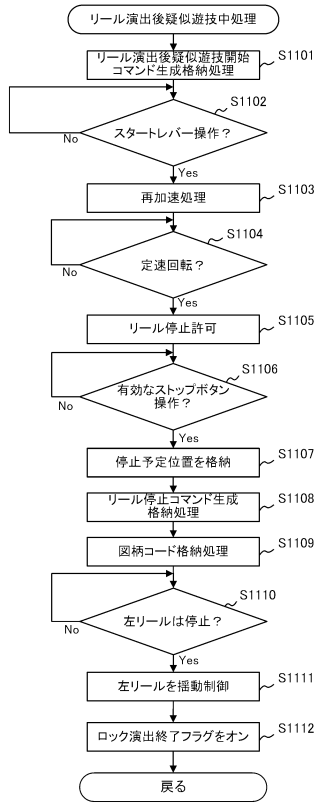 リール演出後疑似遊技中処理
リール演出後疑似遊技開始
コマンド生成格納処理
S1101
S1102
スタートレバー操作?
No
Yes
再加速処理
S1103
S1104
定速回転?
No
Yes
リール停止許可
S1105
S1106
有効なストップボタン
操作?
No
Yes
停止予定位置を格納
S1107
リール停止コマンド生成
格納処理
S1108
図柄コード格納処理
S1109
S1110
左リールは停止?
No
Yes
左リールを揺動制御
S1111
ロック演出終了フラグをオン
S1112
戻る